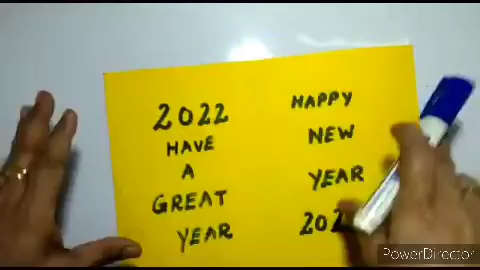 2022
HAVE
A
GREAT
YEAR
HAPPY
NEW
YEAR
PowerDirector